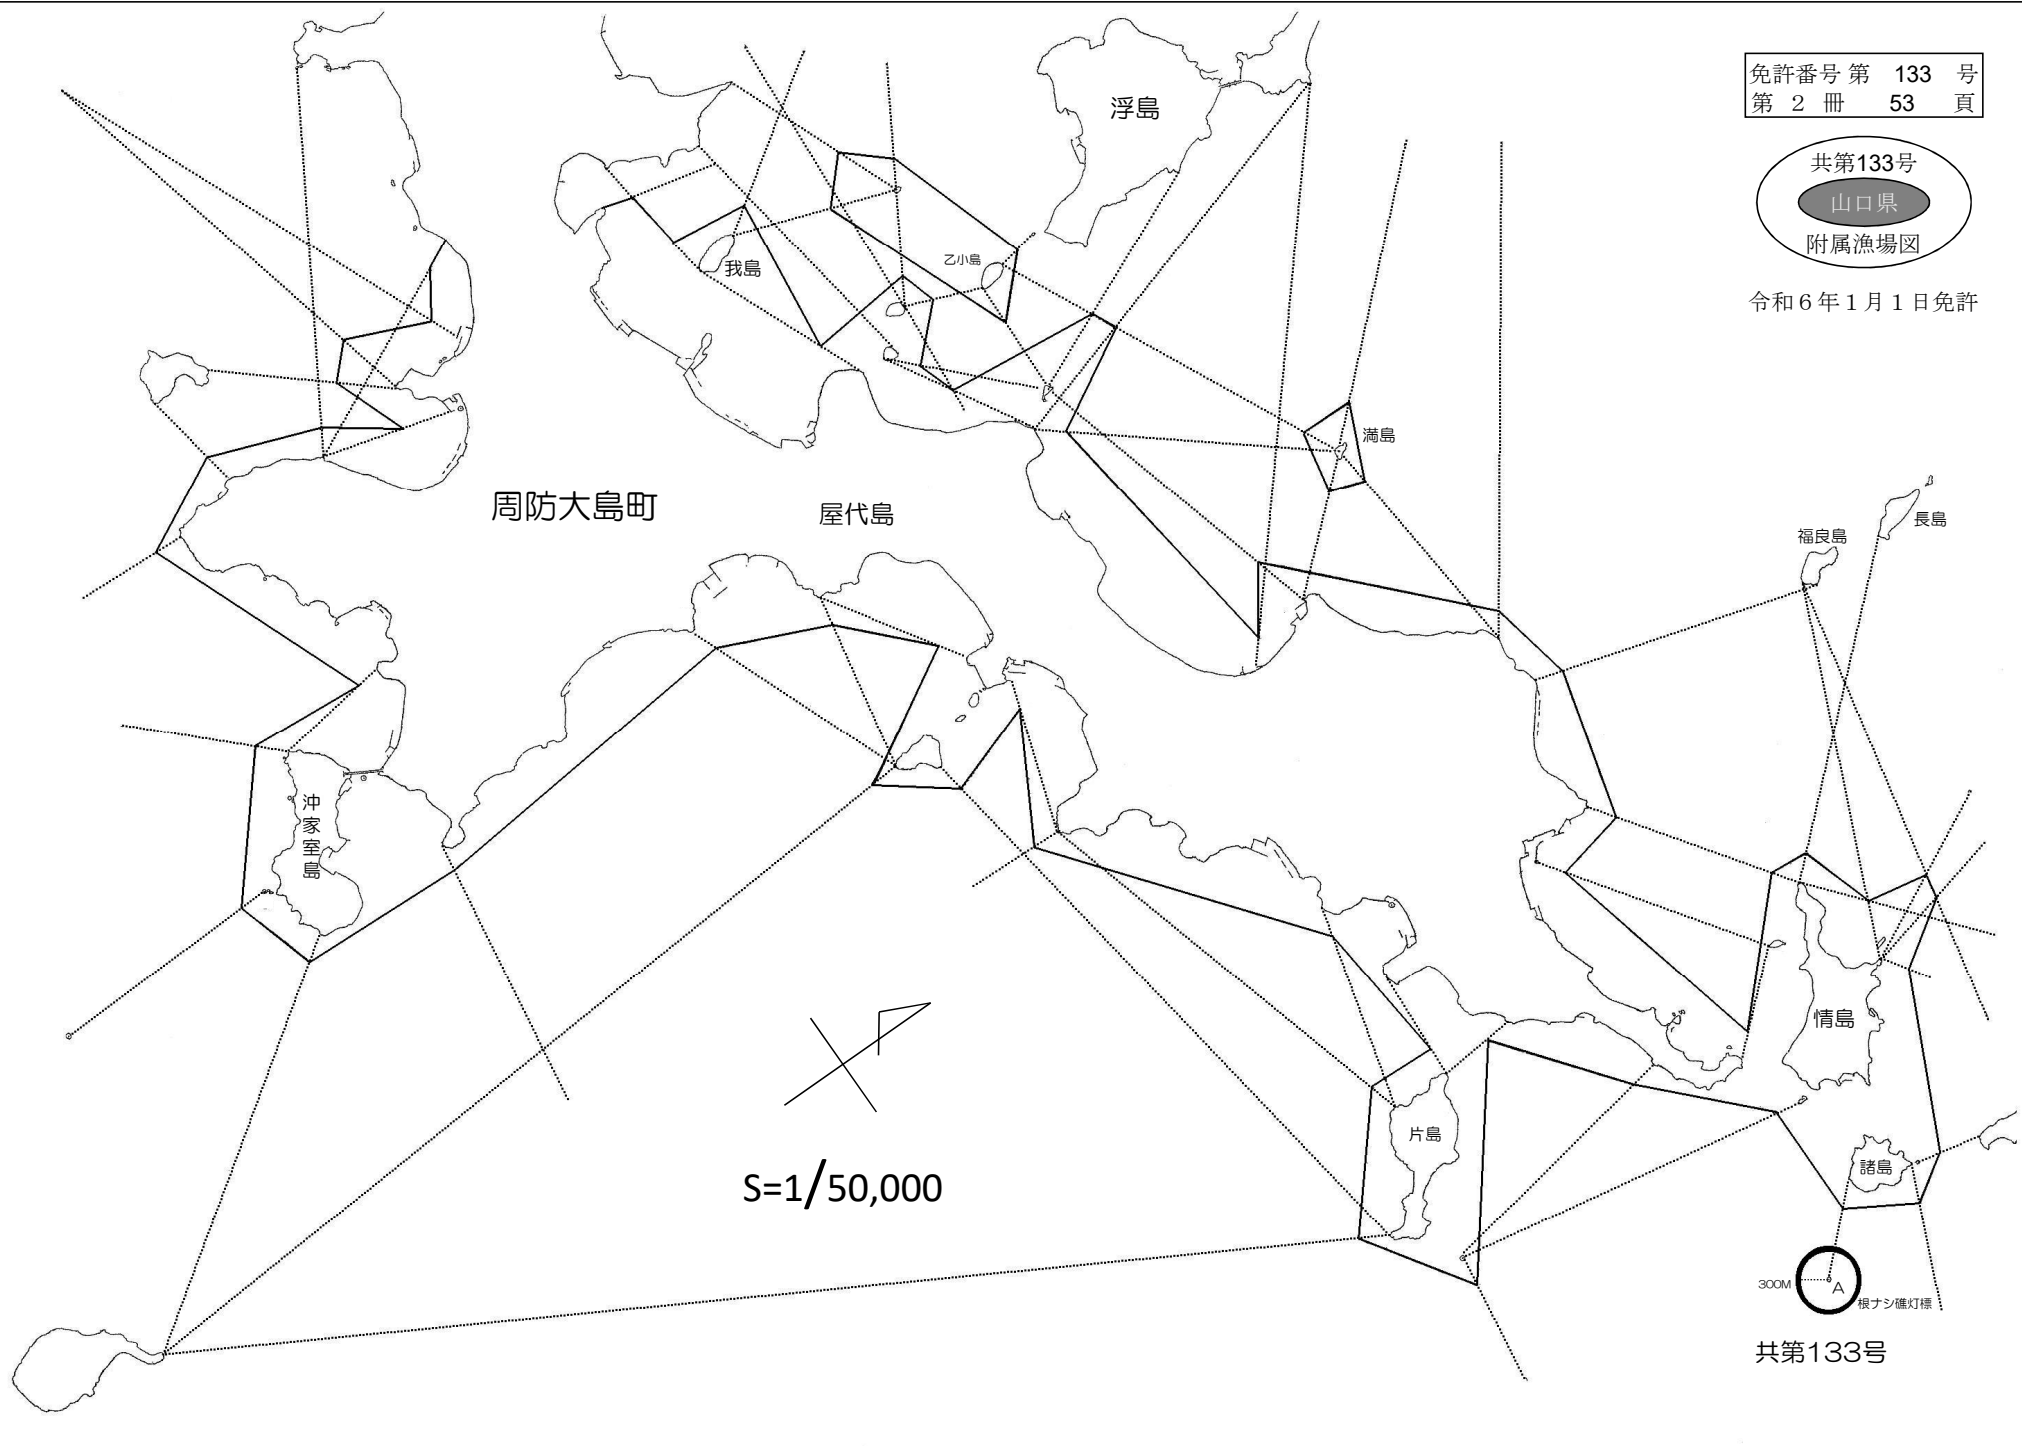 免許番号 第 133 号
第 2 冊 53 頁
共第133号
山口県
附属漁場図
令和6年1月1日免許
浮島
我島
乙小島
満島
周防大島町
屋代島
福良島
長島
沖家室島
情島
片島
諸島
S=1/50,000
300M
A
根ナシ礁灯標
共第133号